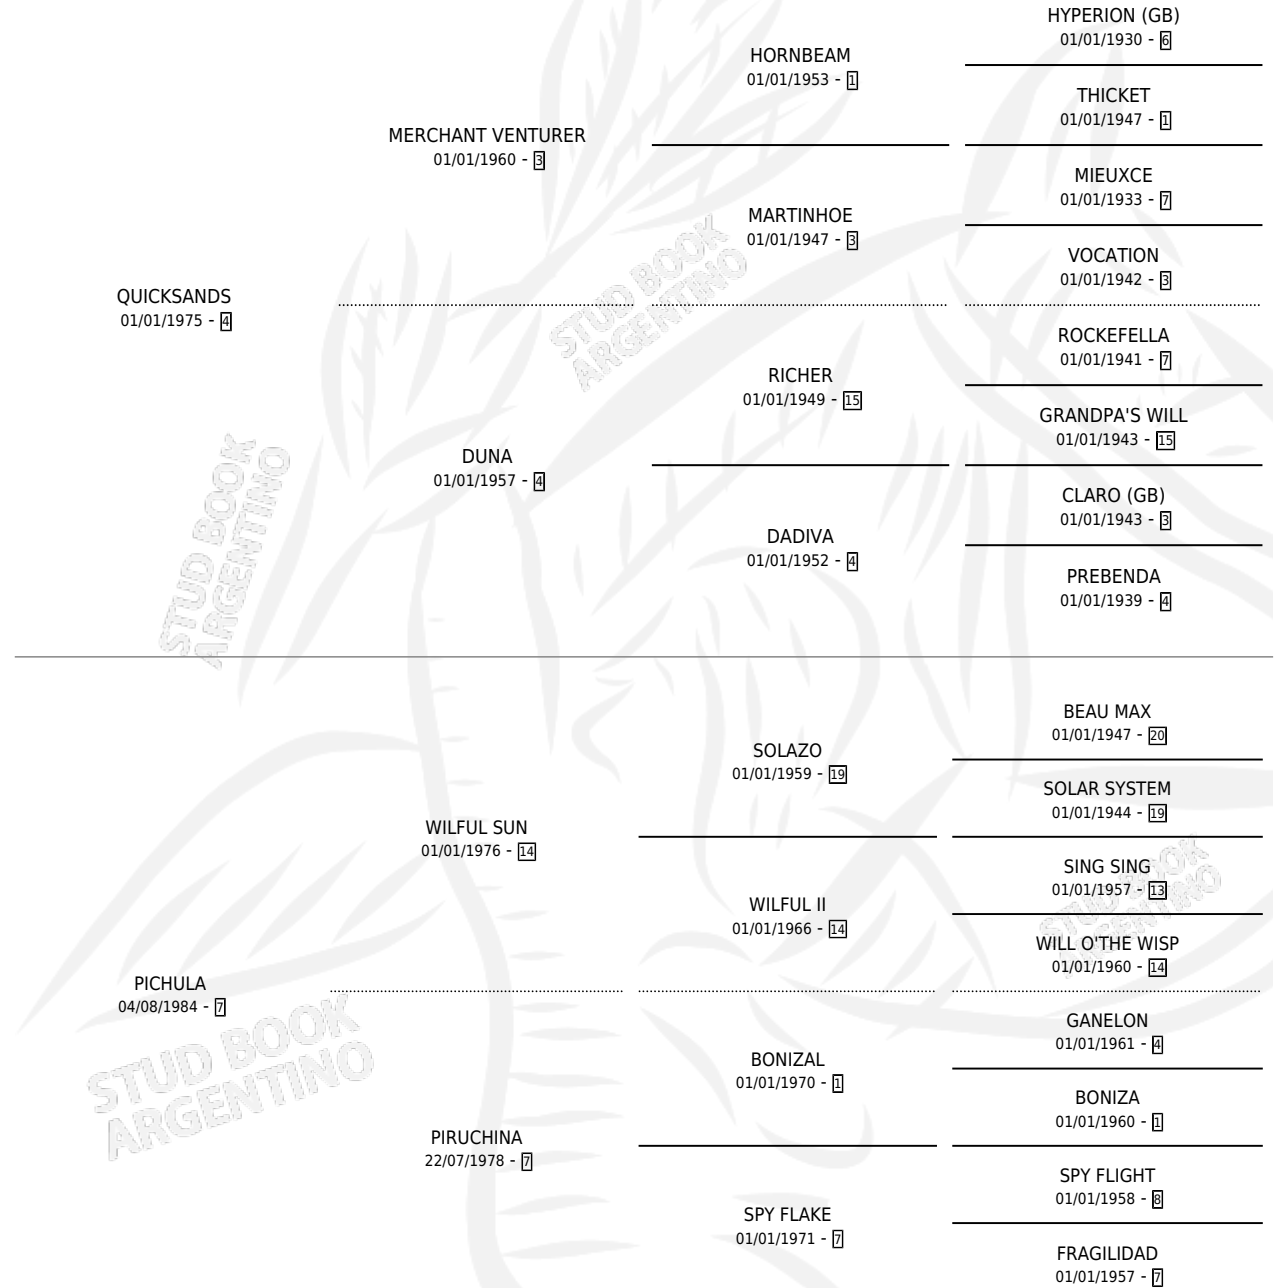 HYPERION (GB)
01/01/1930 - 6
HORNBEAM
01/01/1953 - 1
THICKET
01/01/1947 - 1
MERCHANT VENTURER
01/01/1960 - 3
MIEUXCE
01/01/1933 - 7
MARTINHOE
01/01/1947 - 3
VOCATION
01/01/1942 - 3
QUICKSANDS
01/01/1975 - 4
ROCKEFELLA
01/01/1941 - 7
RICHER
01/01/1949 - 15
GRANDPA'S WILL
01/01/1943 - 15
DUNA
01/01/1957 - 4
CLARO (GB)
01/01/1943 - 3
DADIVA
01/01/1952 - 4
PREBENDA
01/01/1939 - 4
BEAU MAX
01/01/1947 - 20
SOLAZO
01/01/1959 - 19
SOLAR SYSTEM
01/01/1944 - 19
WILFUL SUN
01/01/1976 - 14
SING SING
01/01/1957 - 13
WILFUL II
01/01/1966 - 14
WILL O'THE WISP
01/01/1960 - 14
PICHULA
04/08/1984 - 7
GANELON
01/01/1961 - 4
BONIZAL
01/01/1970 - 1
BONIZA
01/01/1960 - 1
PIRUCHINA
22/07/1978 - 7
SPY FLIGHT
01/01/1958 - 8
SPY FLAKE
01/01/1971 - 7
FRAGILIDAD
01/01/1957 - 7
STUD BOOK
ARGENTINO
STUD BOOK
ARGENTINO
STUD BOOK
ARGENTINO
STUD BOOK
ARGENTINO